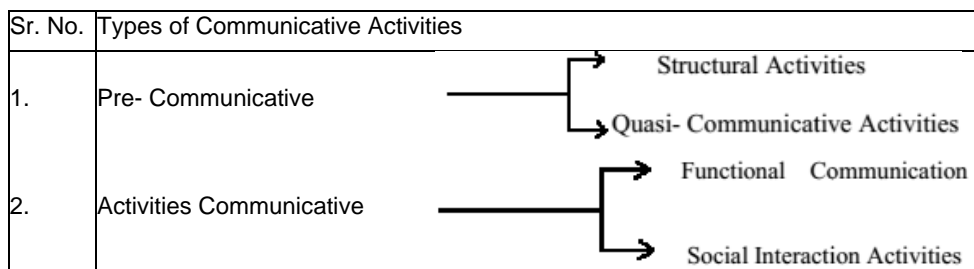 Sr. No. Types of Communicative Activities
Structural Activities
1. Pre- Communicative
Quasi- Communicative Activities
Functional Communication
2. Activities Communicative
Social Interaction Activities